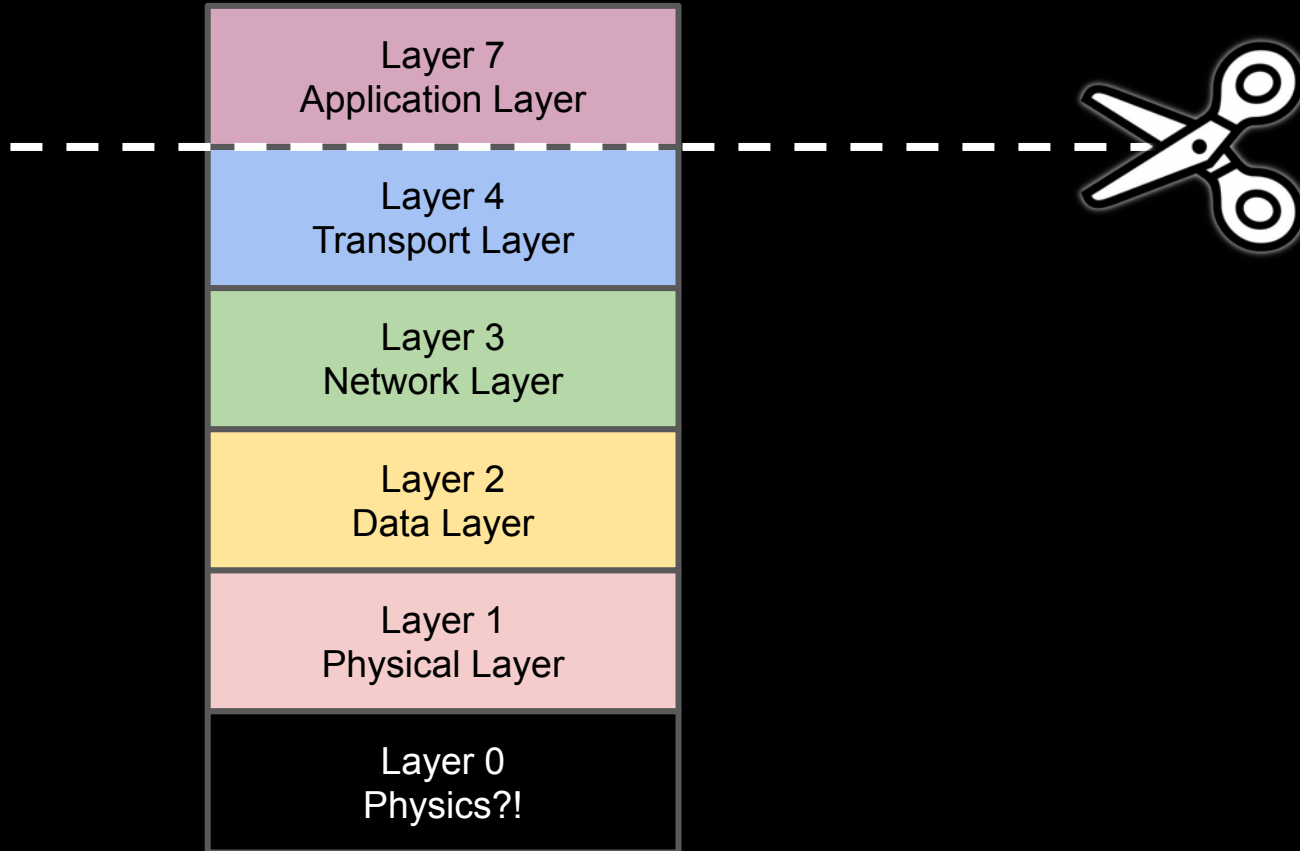 Layer 7
Application Layer
Layer 4
Transport Layer
Layer 3
Network Layer
Layer 2
Data Layer
Layer 1
Physical Layer
Layer 0
Physics?!